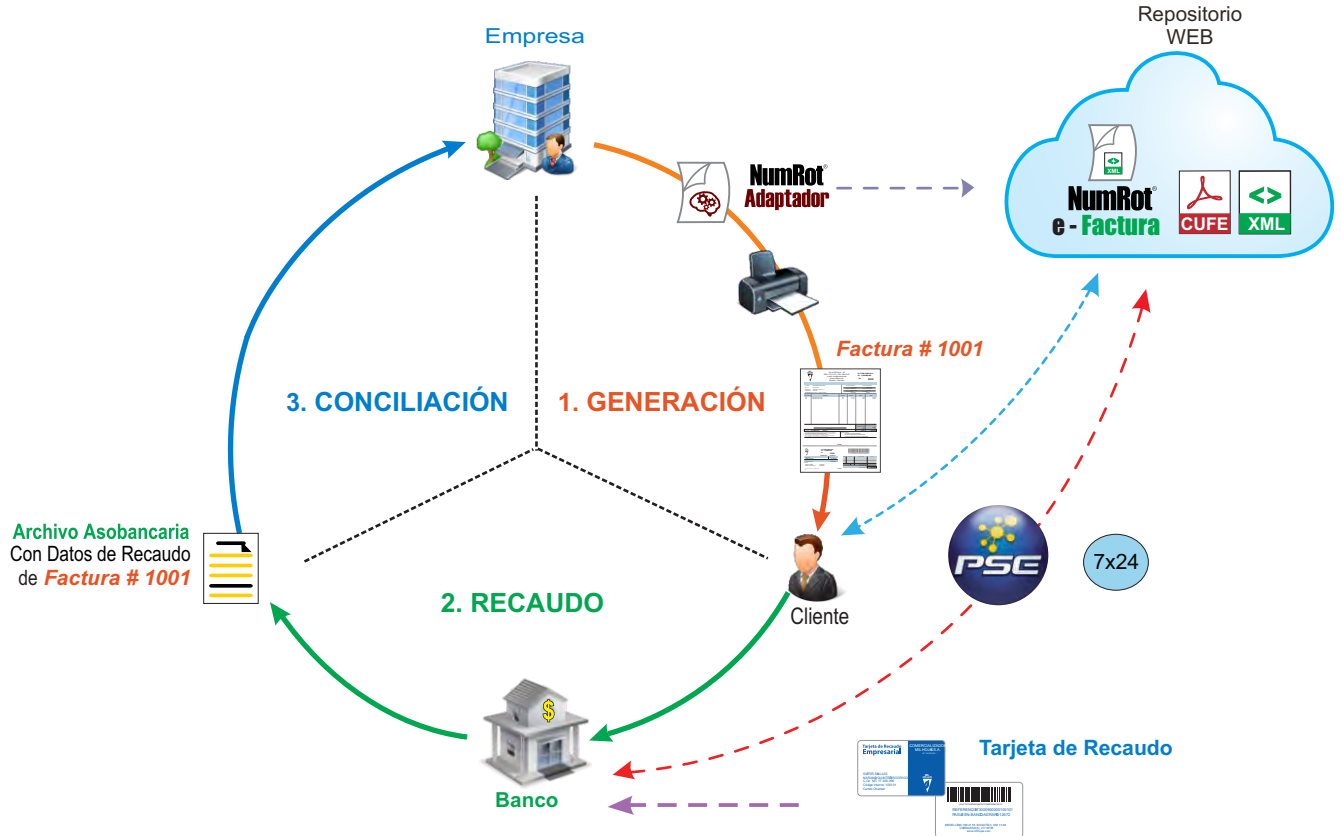 Empresa
Repositorio
WEB
NumRot®
Adaptador
XML
NumRot®
e - Factura
CUFE
XML
Factura # 1001
3. CONCILIACIÓN
1. GENERACIÓN
Archivo Asobancaria
Con Datos de Recaudo
de Factura # 1001
PSE
7x24
2. RECAUDO
Cliente
$
Banco
Tarjeta de Recaudo
Tarjeta de Recaudo
Empresarial